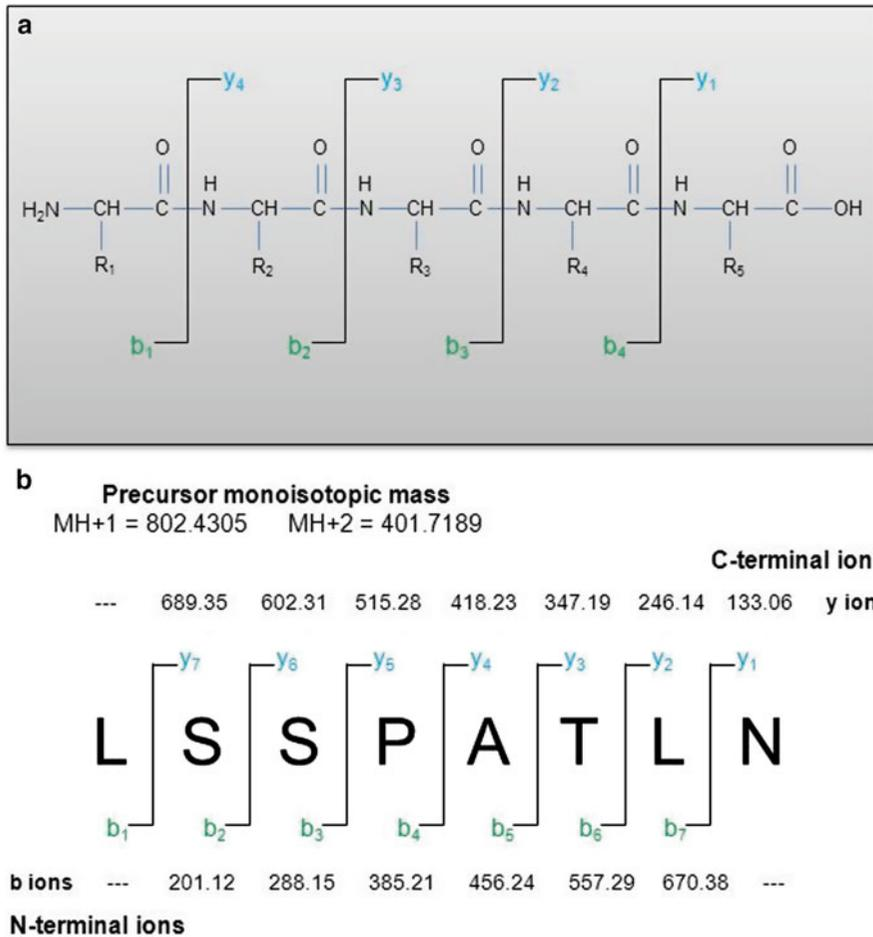 a
y4 y3 y2 y1
O O O O O
H H H H
H2N CH C N CH C N CH C N CH C N CH C OH
R1 R2 R3 R4 R5
b1 b2 b3 b4
b
Precursor monoisotopic mass
MH+1 = 802.4305 MH+2 = 401.7189
C-terminal ion
--- 689.35 602.31 515.28 418.23 347.19 246.14 133.06 y ion
y7 y6 y5 y4 y3 y2 y1
L S S P A T L N
b1 b2 b3 b4 b5 b6 b7
b ions --- 201.12 288.15 385.21 456.24 557.29 670.38 ---
N-terminal ions